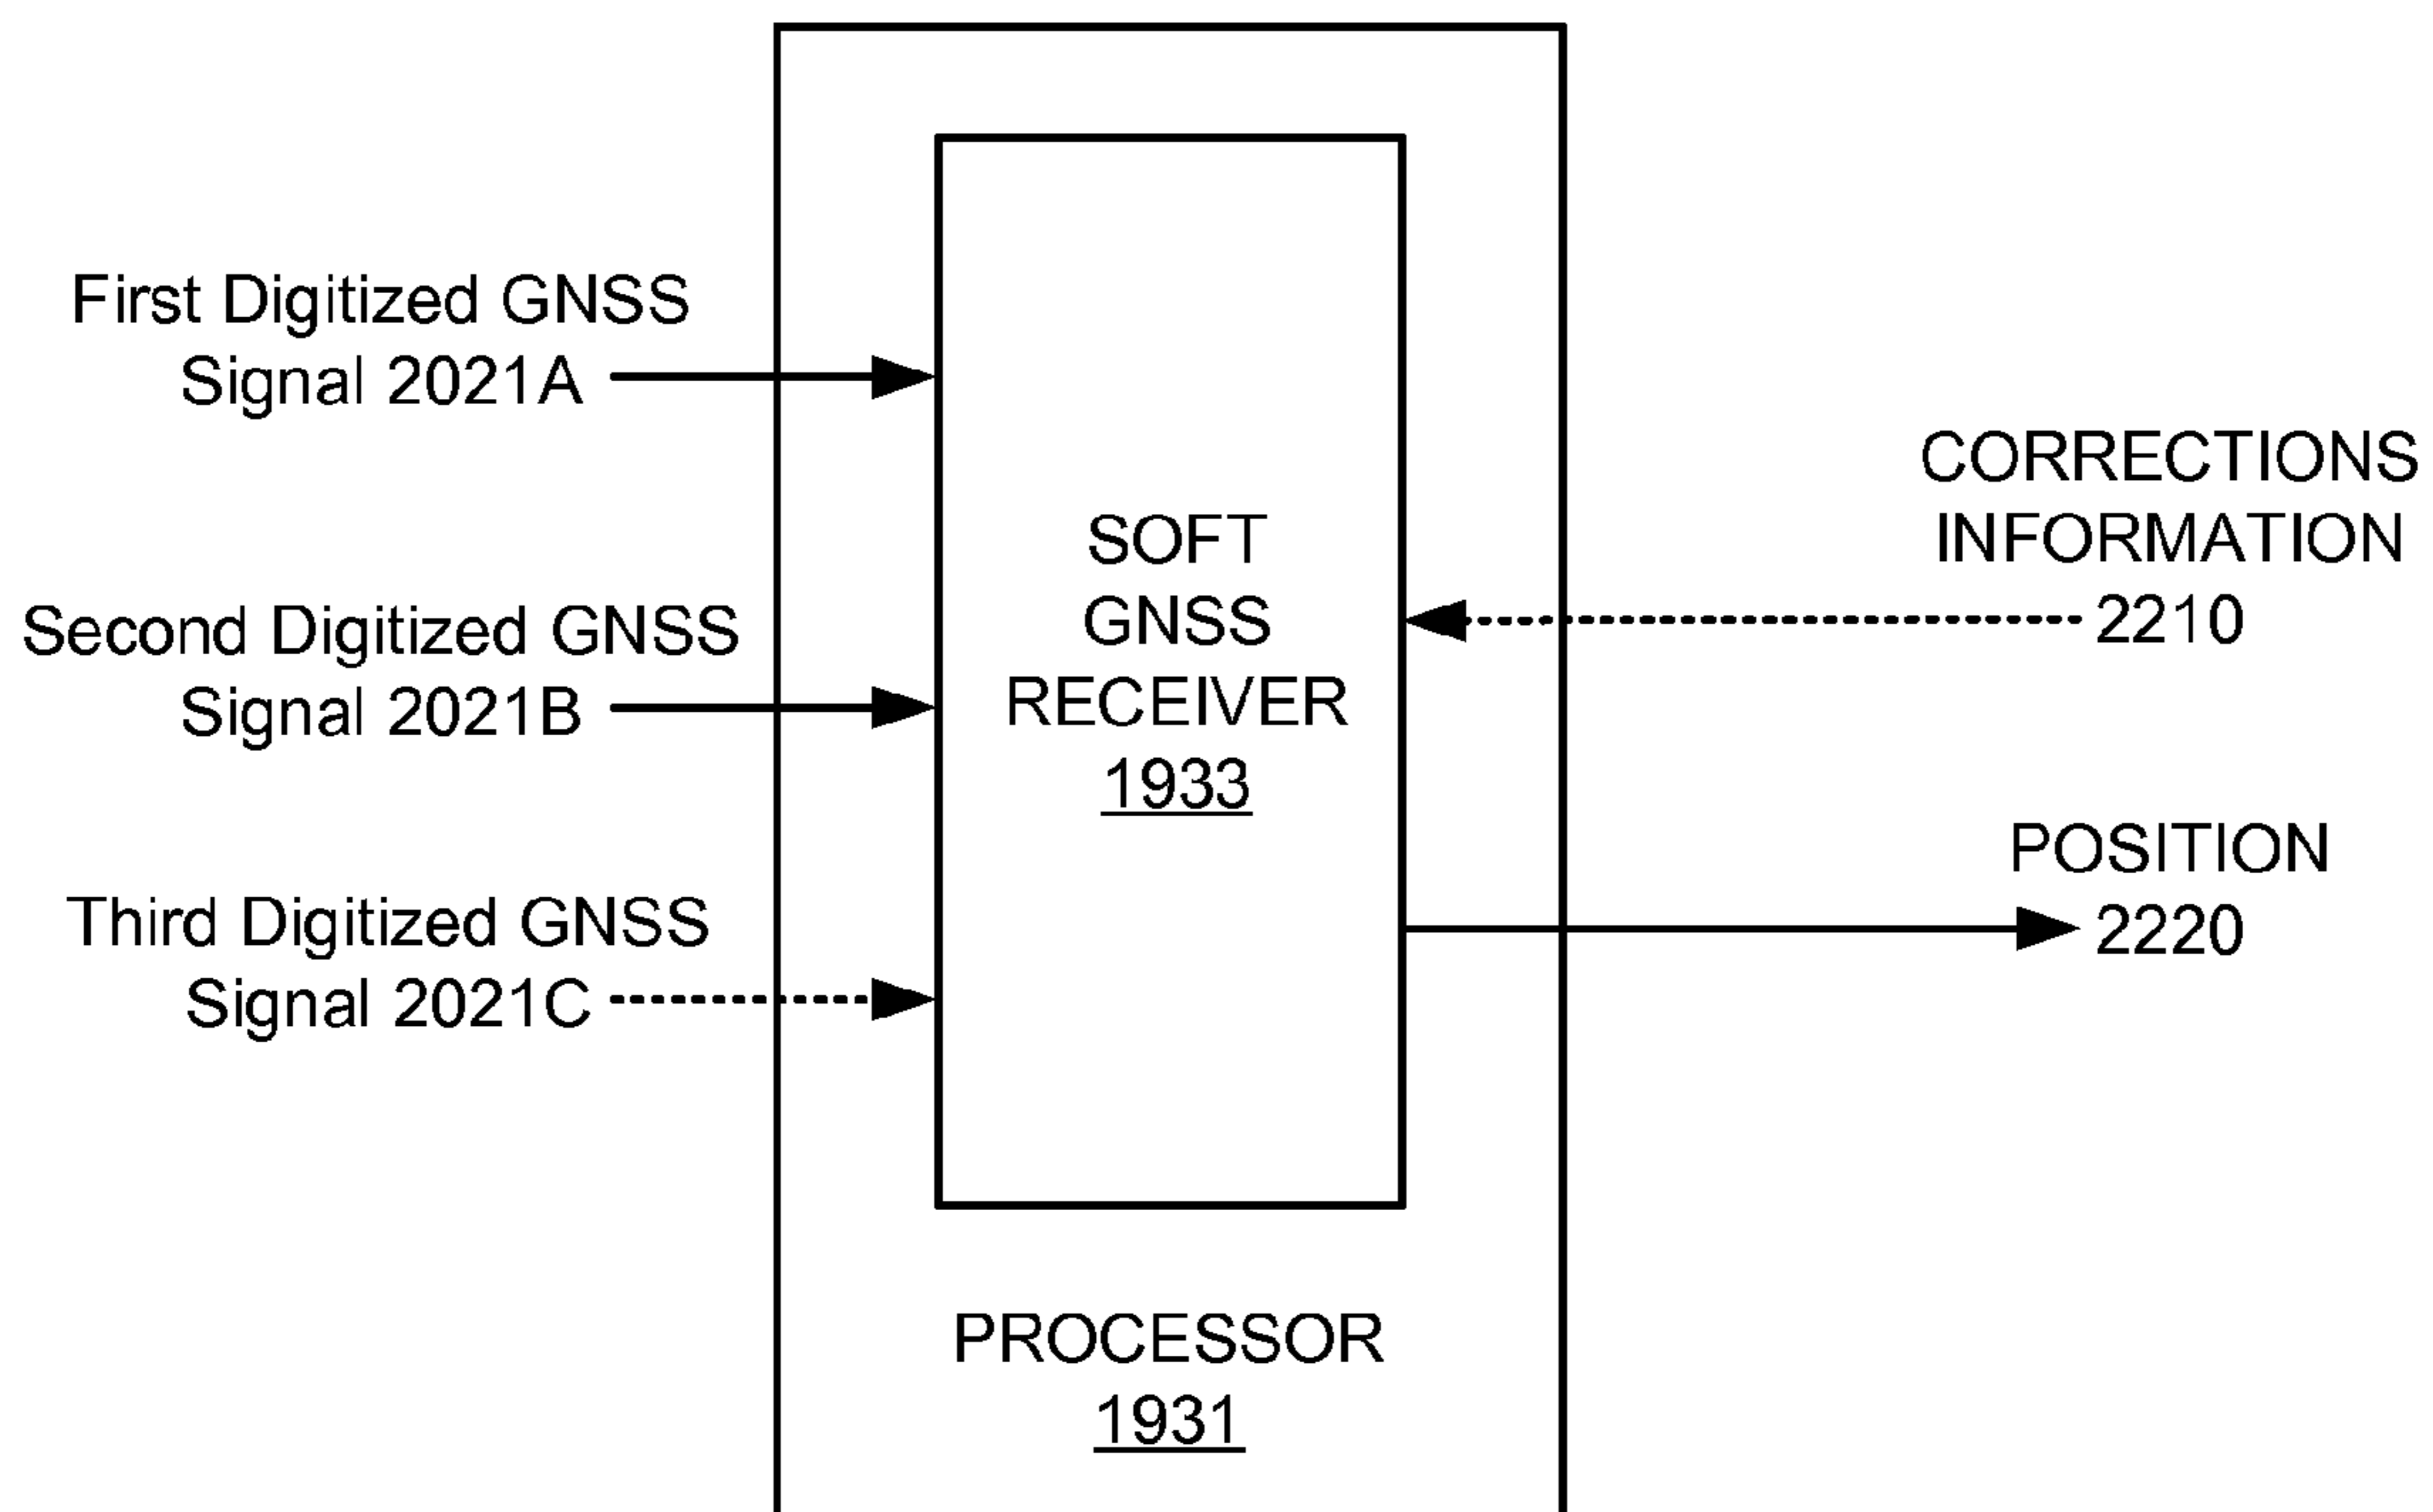 First Digitized GNSS
Signal 2021A
Second Digitized GNSS
Signal 2021B
Third Digitized GNSS
Signal 2021C
SOFT
GNSS
RECEIVER
1933
PROCESSOR
1931
CORRECTIONS
INFORMATION
2210
POSITION
2220